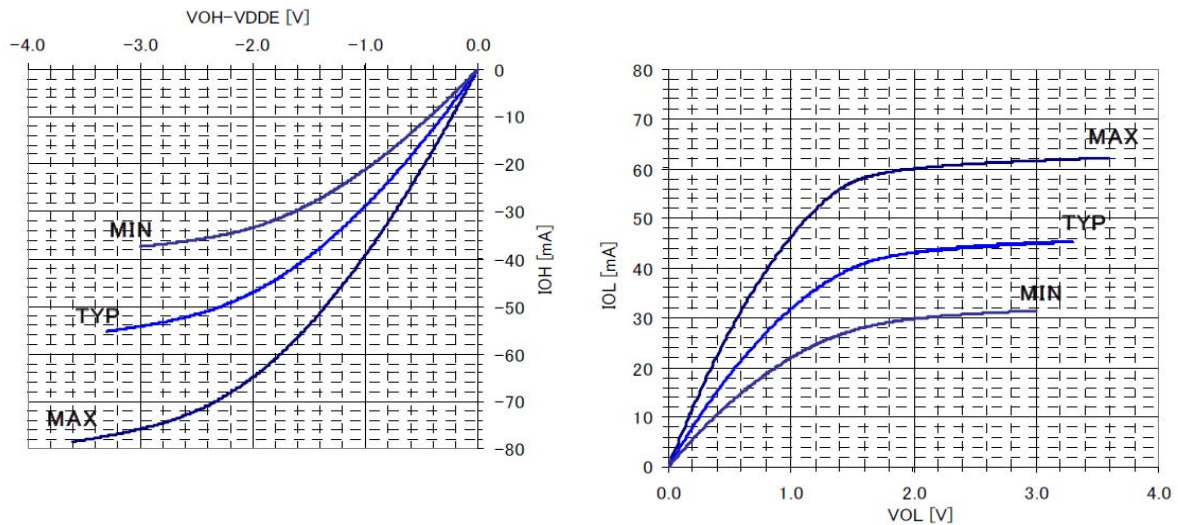 VOH-VDDE [V]
-4.0 -3.0 -2.0 -1.0 0.0
0
-10
-20
-30
-40
-50
-60
-70
-80
IOH [mA]
MIN
TYP
MAX
80
70
60
50
40
30
20
10
0
IOL [mA]
MAX
TYP
MIN
0.0 1.0 2.0 3.0 4.0
VOL [V]